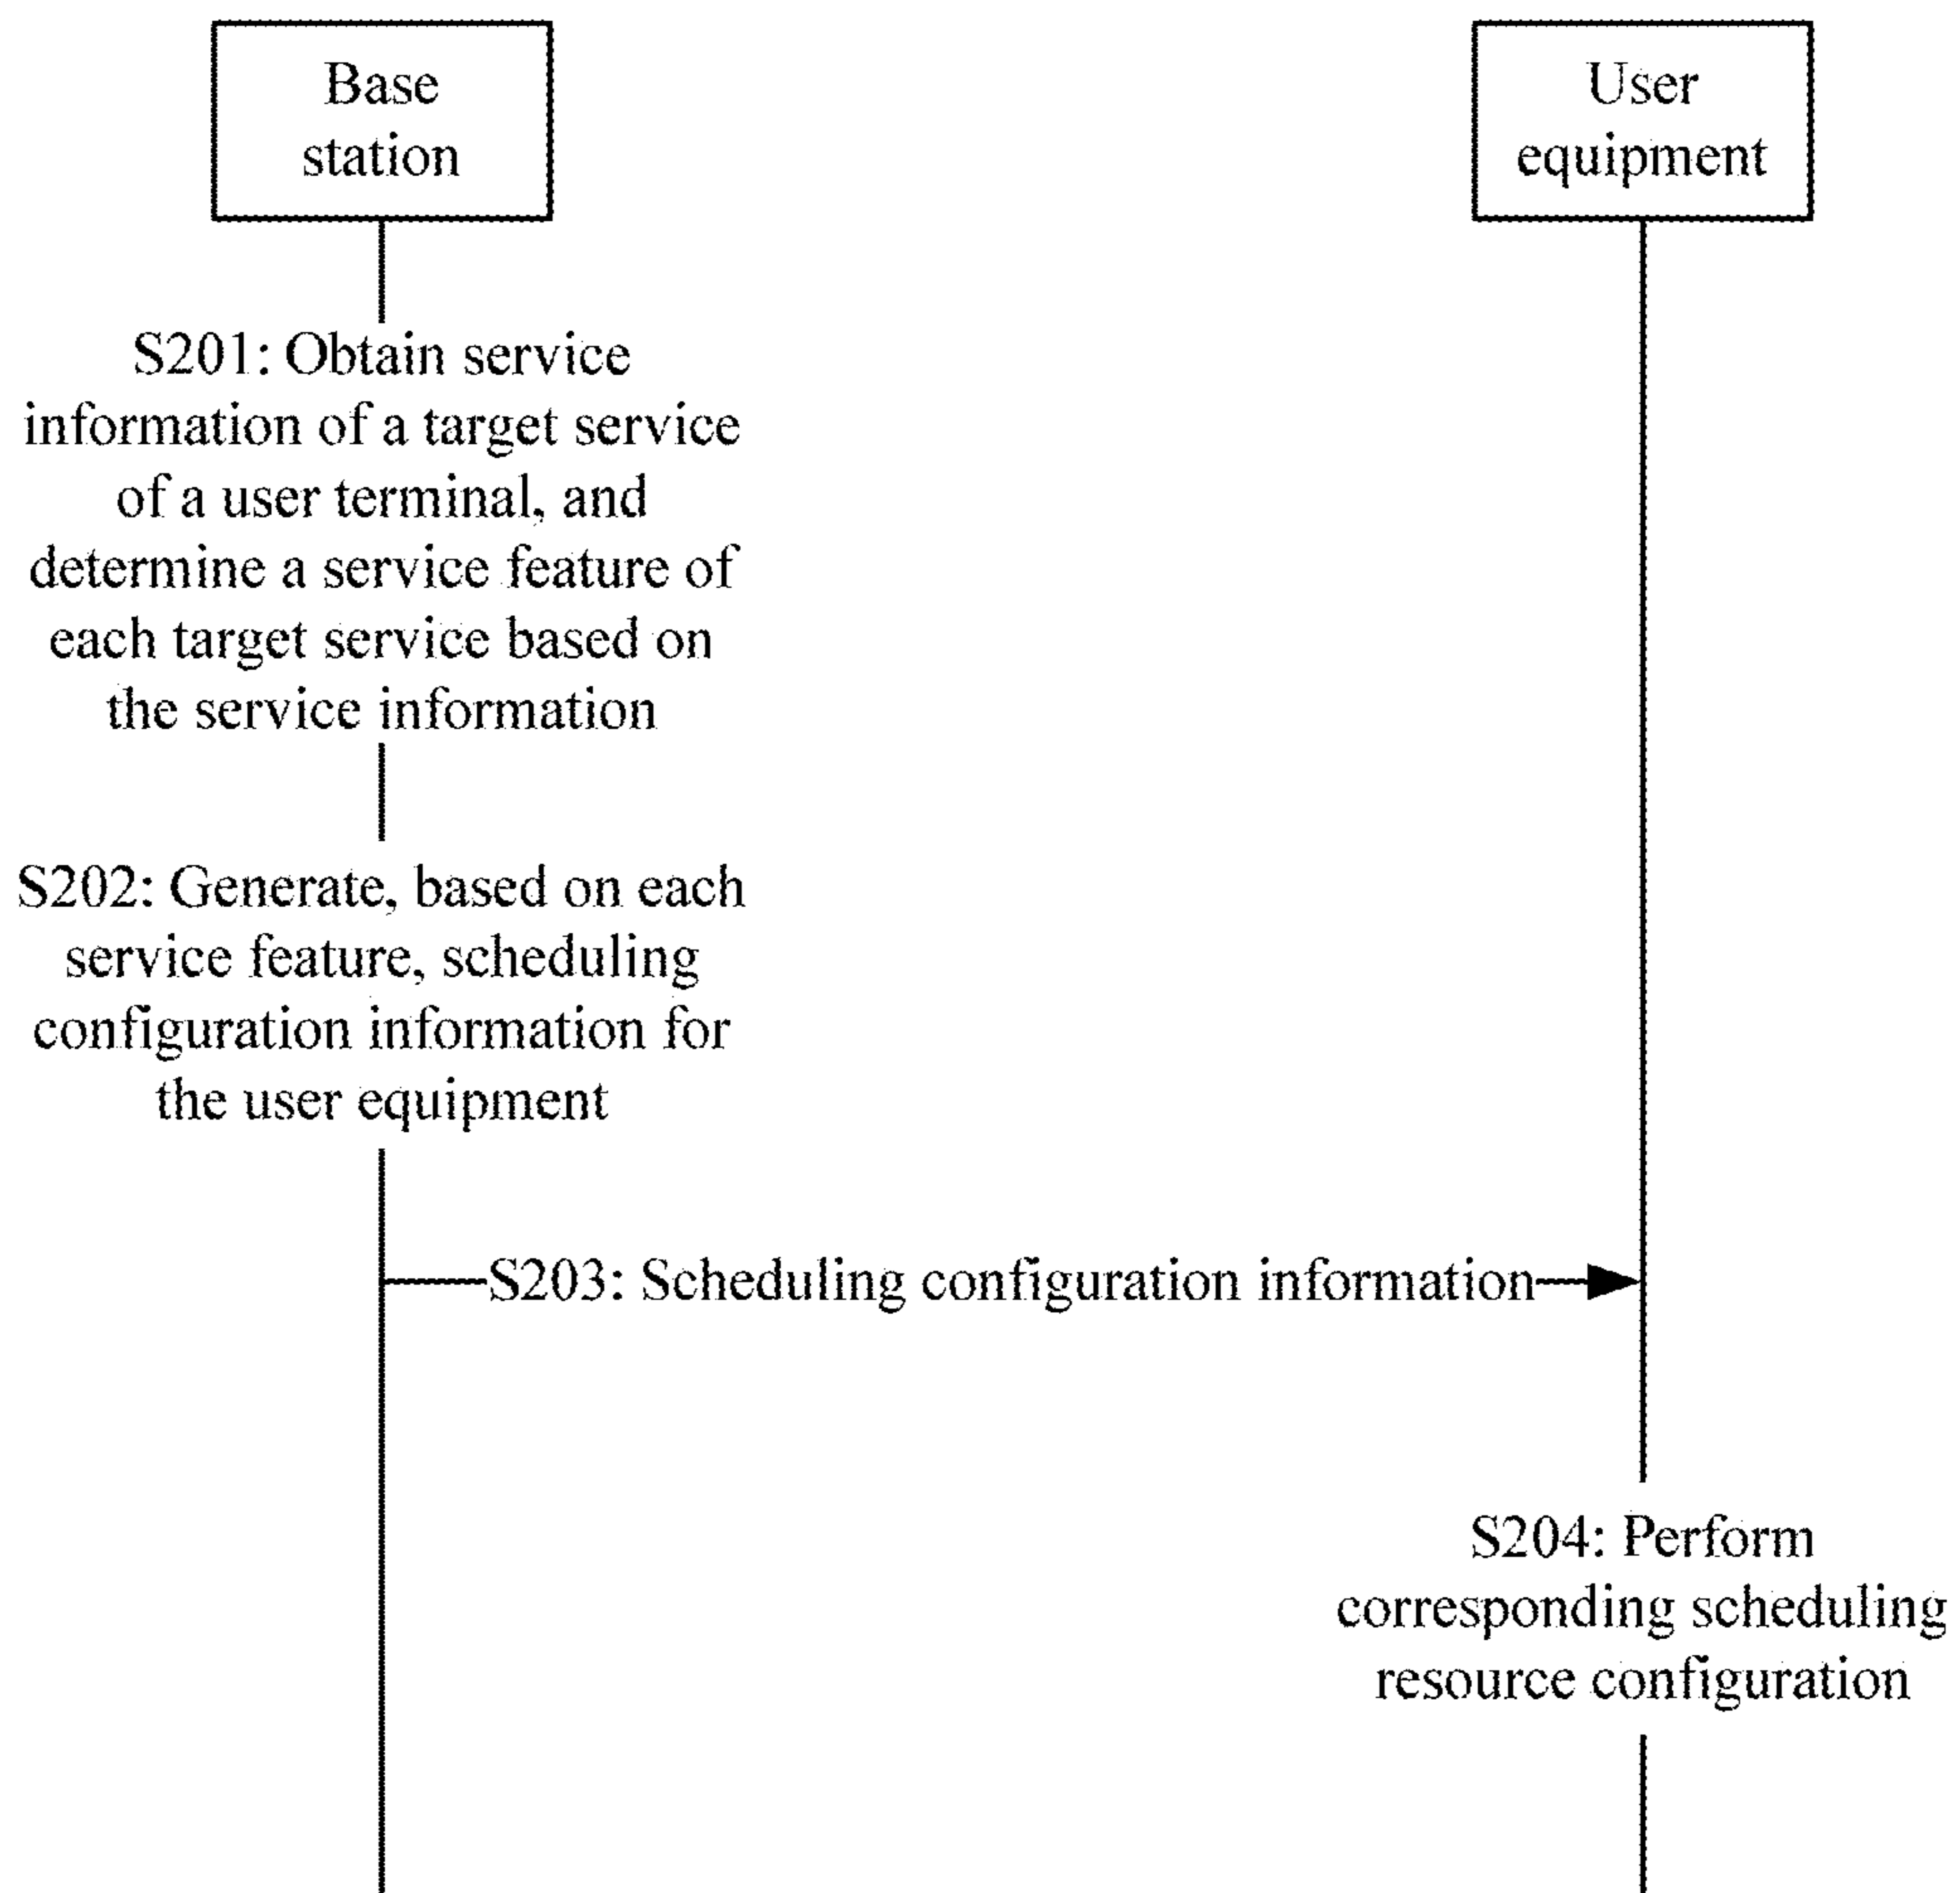 Base
station
User
equipment
S201: Obtain service
information of a target service
of a user terminal, and
determine a service feature of
each target service based on
the service information
S202: Generate, based on each
service feature, scheduling
configuration information for
the user equipment
S203: Scheduling configuration information
S204: Perform
corresponding scheduling
resource configuration